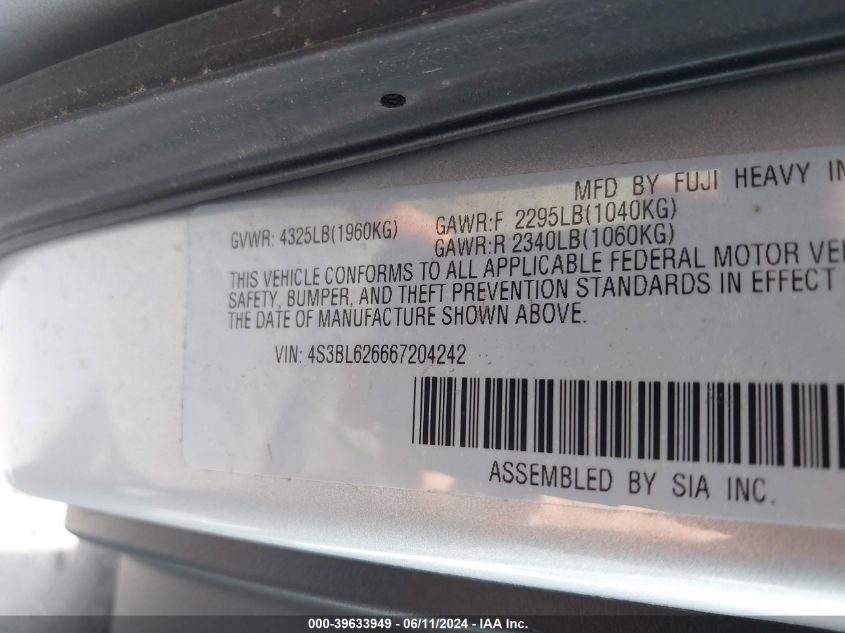 MFD BY FUJI HEAVY
GVWR: 4325LB(1960KG) GAWR:F 2295LB(1040KG)
GAWR:R 2340LB(1060KG)
THIS VEHICLE CONFORMS TO ALL APPLICABLE FEDERAL MOTOR
SAFETY, BUMPER, AND THEFT PREVENTION STANDARDS IN EFFECT
THE DATE OF MANUFACTURE SHOWN ABOVE.
VIN: 4S3BL626667204242
ASSEMBLED BY SIA INC.
000-39633949 - 06/11/2024 - IAA Inc.